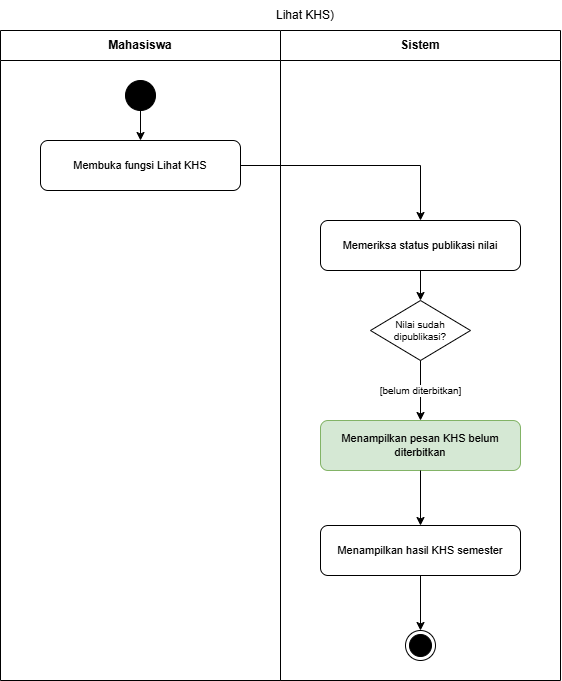 Lihat KHS)
Mahasiswa
Sistem
Membuka fungsi Lihat KHS
Memeriksa status publikasi nilai
Nilai sudah
dipublikasi?
[belum diterbitkan]
Menampilkan pesan KHS belum
diterbitkan
Menampilkan hasil KHS semester